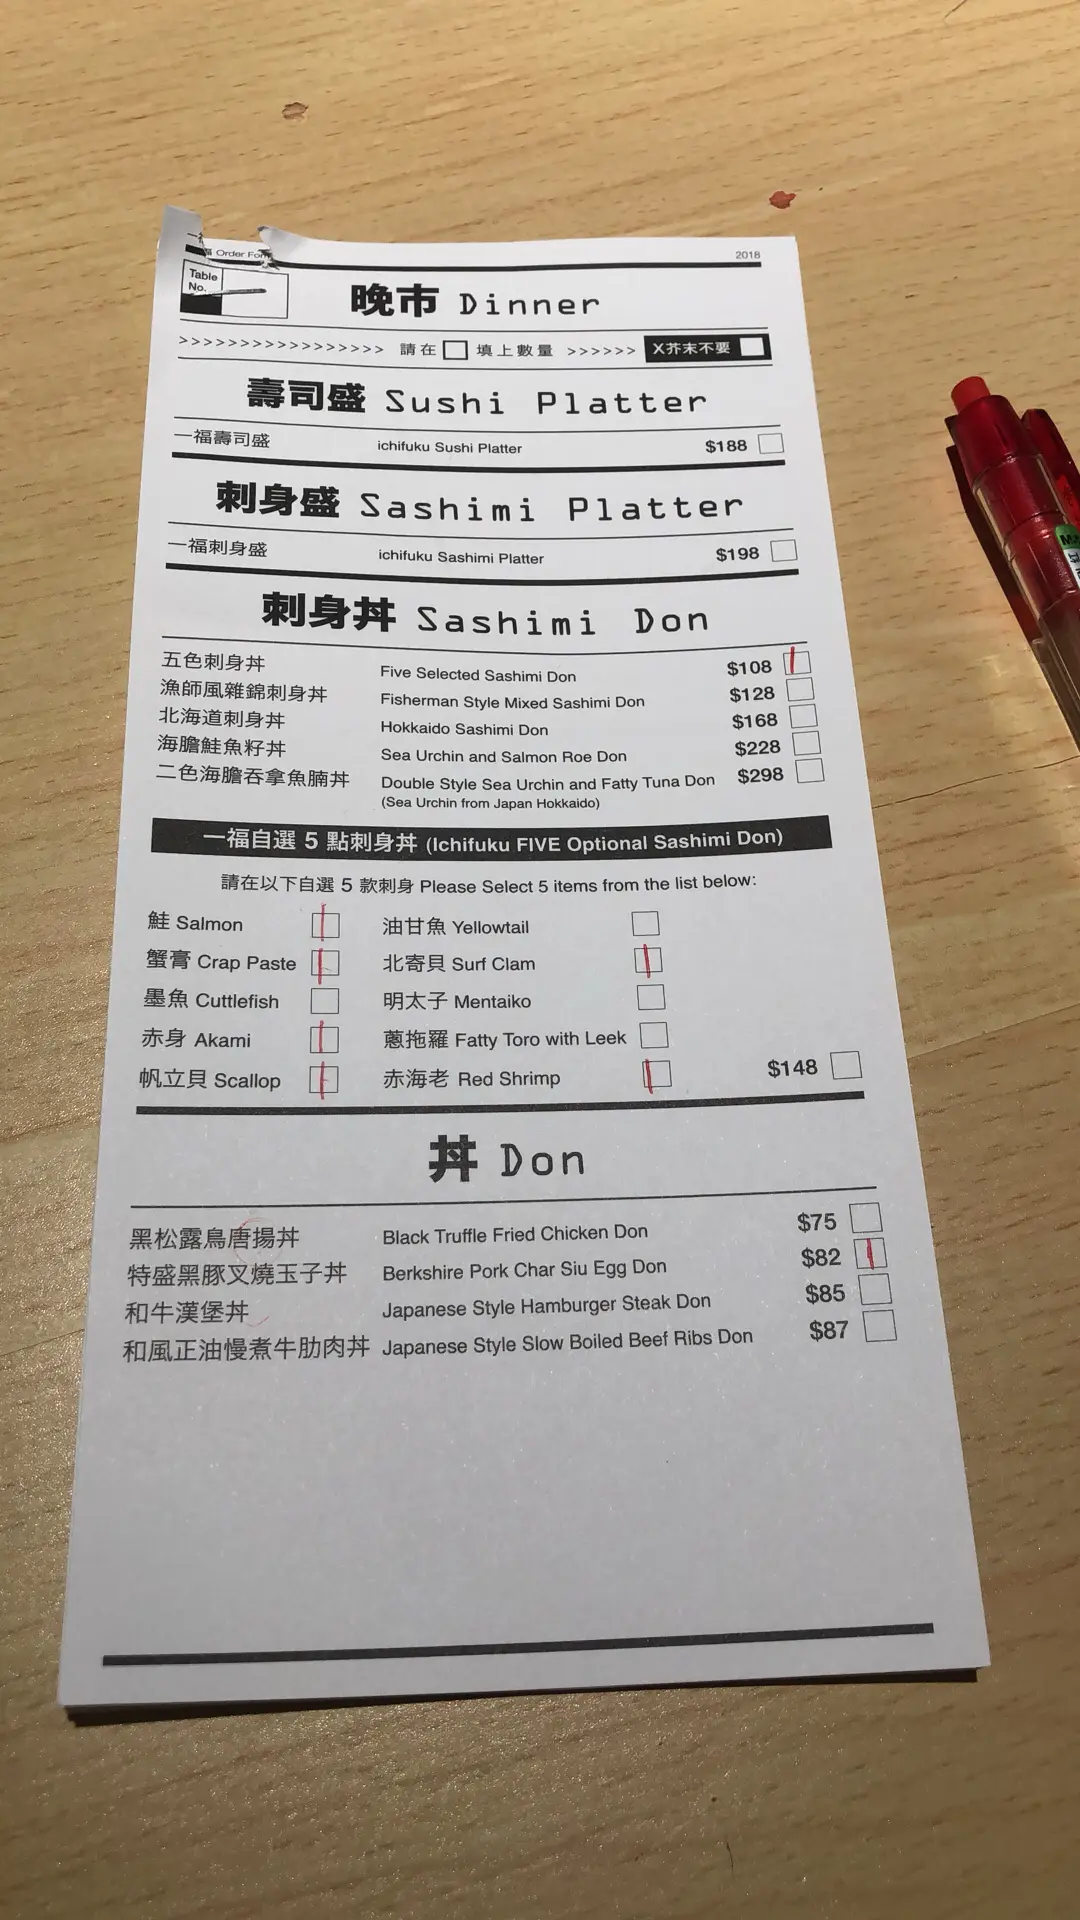 Order Form 2018
Table No.
晚市 Dinner
>>>>>>>>>>>>>>>>> 請在 填上數量 >>>>>> X芥末不要
壽司盛 Sushi Platter
一福壽司盛 ichifuku Sushi Platter $188
刺身盛 Sashimi Platter
一福刺身盛 ichifuku Sashimi Platter $198
刺身丼 Sashimi Don
五色刺身丼 Five Selected Sashimi Don $108
漁師風雜錦刺身丼 Fisherman Style Mixed Sashimi Don $128
北海道刺身丼 Hokkaido Sashimi Don $168
海膽鮭魚籽丼 Sea Urchin and Salmon Roe Don $228
二色海膽吞拿魚腩丼 Double Style Sea Urchin and Fatty Tuna Don $298
(Sea Urchin from Japan Hokkaido)
一福自選 5 點刺身丼 (Ichifuku FIVE Optional Sashimi Don)
請在以下自選 5 款刺身 Please Select 5 items from the list below:
鮭 Salmon 油甘魚 Yellowtail
蟹膏 Crap Paste 北寄貝 Surf Clam
墨魚 Cuttlefish 明太子 Mentaiko
赤身 Akami 蔥拖羅 Fatty Toro with Leek
帆立貝 Scallop 赤海老 Red Shrimp $148
丼 Don
黑松露鳥唐揚丼 Black Truffle Fried Chicken Don $75
特盛黑豚叉燒玉子丼 Berkshire Pork Char Siu Egg Don $82
和牛漢堡丼 Japanese Style Hamburger Steak Don $85
和風正油慢煮牛肋肉丼 Japanese Style Slow Boiled Beef Ribs Don $87